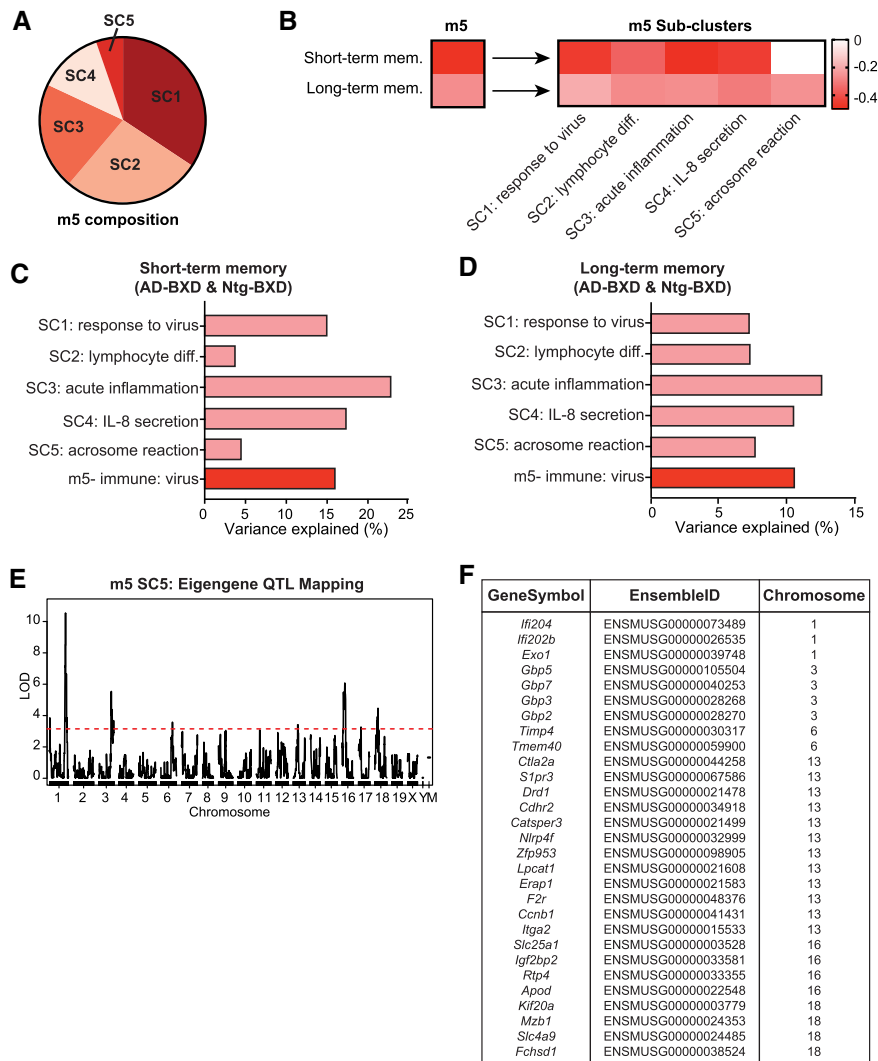 A
SC5
SC4
SC1
SC3
SC2
m5 composition
B
m5
m5 Sub-clusters
Short-term mem.
Long-term mem.
0
-0.2
-0.4
SC1: response to virus
SC2: lymphocyte diff.
SC3: acute inflammation
SC4: IL-8 secretion
SC5: acrosome reaction
C
Short-term memory
(AD-BXD & Ntg-BXD)
SC1: response to virus
SC2: lymphocyte diff.
SC3: acute inflammation
SC4: IL-8 secretion
SC5: acrosome reaction
m5- immune: virus
0 5 10 15 20 25
Variance explained (%)
D
Long-term memory
(AD-BXD & Ntg-BXD)
SC1: response to virus
SC2: lymphocyte diff.
SC3: acute inflammation
SC4: IL-8 secretion
SC5: acrosome reaction
m5- immune: virus
0 5 10 15
Variance explained (%)
E
m5 SC5: Eigengene QTL Mapping
LOD
10
8
6
4
2
0
1 2 3 4 5 6 7 8 9 10 11 12 13 14 15 16 17 18 19 X Y M
Chromosome
F
GeneSymbol EnsembleID Chromosome
Ifi204 ENSMUSG00000073489 1
Ifi202b ENSMUSG00000026535 1
Exo1 ENSMUSG00000039748 1
Gbp5 ENSMUSG00000105504 3
Gbp7 ENSMUSG00000040253 3
Gbp3 ENSMUSG00000028268 3
Gbp2 ENSMUSG00000028270 3
Timp4 ENSMUSG00000030317 6
Tmem40 ENSMUSG00000059900 6
Ctla2a ENSMUSG00000044258 13
S1pr3 ENSMUSG00000067586 13
Drd1 ENSMUSG00000021478 13
Cdhr2 ENSMUSG00000034918 13
Catsper3 ENSMUSG00000021499 13
Nlrp4f ENSMUSG00000032999 13
Zfp953 ENSMUSG00000098905 13
Lpcat1 ENSMUSG00000021608 13
Erap1 ENSMUSG00000021583 13
F2r ENSMUSG00000048376 13
Ccnb1 ENSMUSG00000041431 13
Itga2 ENSMUSG00000015533 13
Slc25a1 ENSMUSG00000003528 16
Igf2bp2 ENSMUSG00000033581 16
Rtp4 ENSMUSG00000033355 16
Apod ENSMUSG00000022548 16
Kif20a ENSMUSG00000003779 18
Mzb1 ENSMUSG00000024353 18
Slc4a9 ENSMUSG00000024485 18
Fchsd1 ENSMUSG00000038524 18